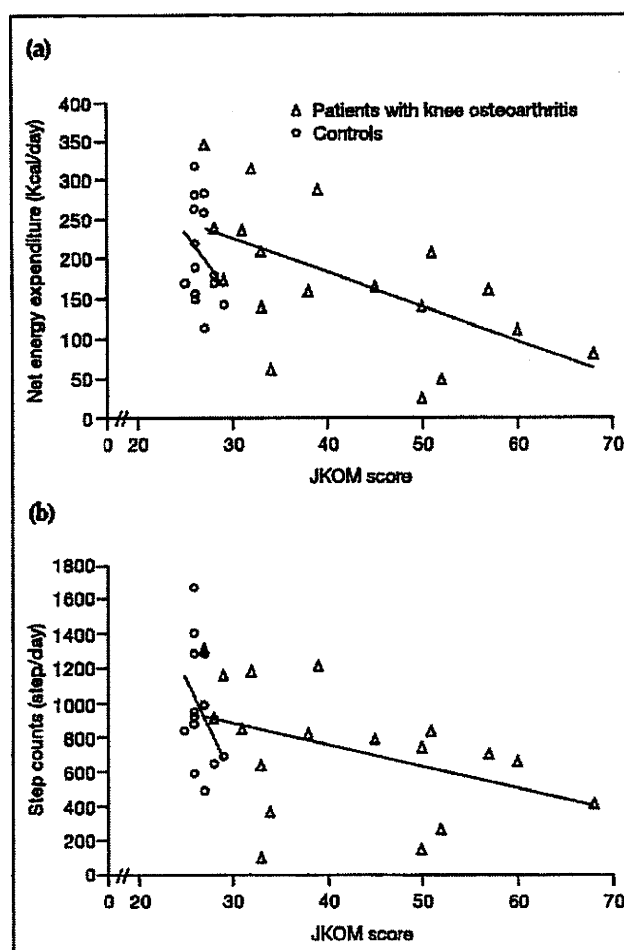 (a)
Net energy expenditure (Kcal/day)
400
350
300
250
200
150
100
50
0
△ Patients with knee osteoarthritis
○ Controls
0 20 30 40 50 60 70
JKOM score
(b)
Step counts (step/day)
1800
1600
1400
1200
1000
800
600
400
200
0
0 20 30 40 50 60 70
JKOM score